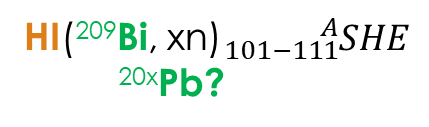 HI(²⁰⁹Bi, xn) ₁₀₁₋₁₁₁ᴬSHE
²⁰ˣPb?